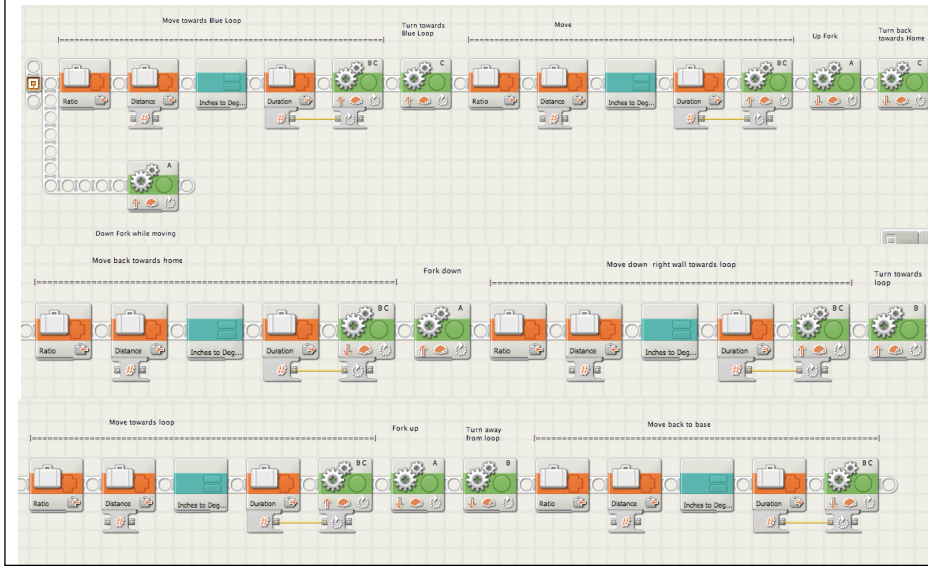 Move towards Blue Loop
Turn towards
Blue Loop
Move
Up Fork
Turn back
towards Home
B C
C
B C
A
C
Ratio
Distance
Inches to Deg...
Duration
Ratio
Distance
Inches to Deg...
Duration
A
Down Fork while moving
Move back towards home
Fork down
Move down right wall towards loop
Turn towards
loop
B C
A
B C
B
Ratio
Distance
Inches to Deg...
Duration
Ratio
Distance
Inches to Deg...
Duration
Move towards loop
Fork up
Turn away
from loop
Move back to base
B C
A
B
B C
Ratio
Distance
Inches to Deg...
Duration
Ratio
Distance
Inches to Deg...
Duration